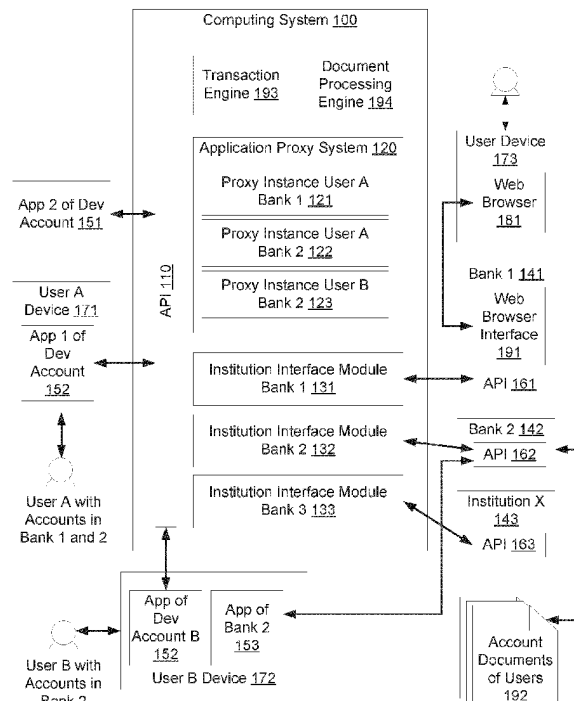 Computing System 100
Transaction
Engine 193
Document
Processing
Engine 194
Application Proxy System 120
Proxy Instance User A
Bank 1 121
Proxy Instance User A
Bank 2 122
Proxy Instance User B
Bank 2 123
API 110
Institution Interface Module
Bank 1 131
Institution Interface Module
Bank 2 132
Institution Interface Module
Bank 3 133
App 2 of Dev
Account 151
User A
Device 171
App 1 of
Dev
Account
152
User A with
Accounts in
Bank 1 and 2
User Device
173
Web
Browser
181
Bank 1 141
Web
Browser
Interface
191
API 161
Bank 2 142
API 162
Institution X
143
API 163
App of
Dev
Account B
152
App of
Bank 2
153
User B Device 172
User B with
Accounts in
Bank 2
Account
Documents
of Users
192